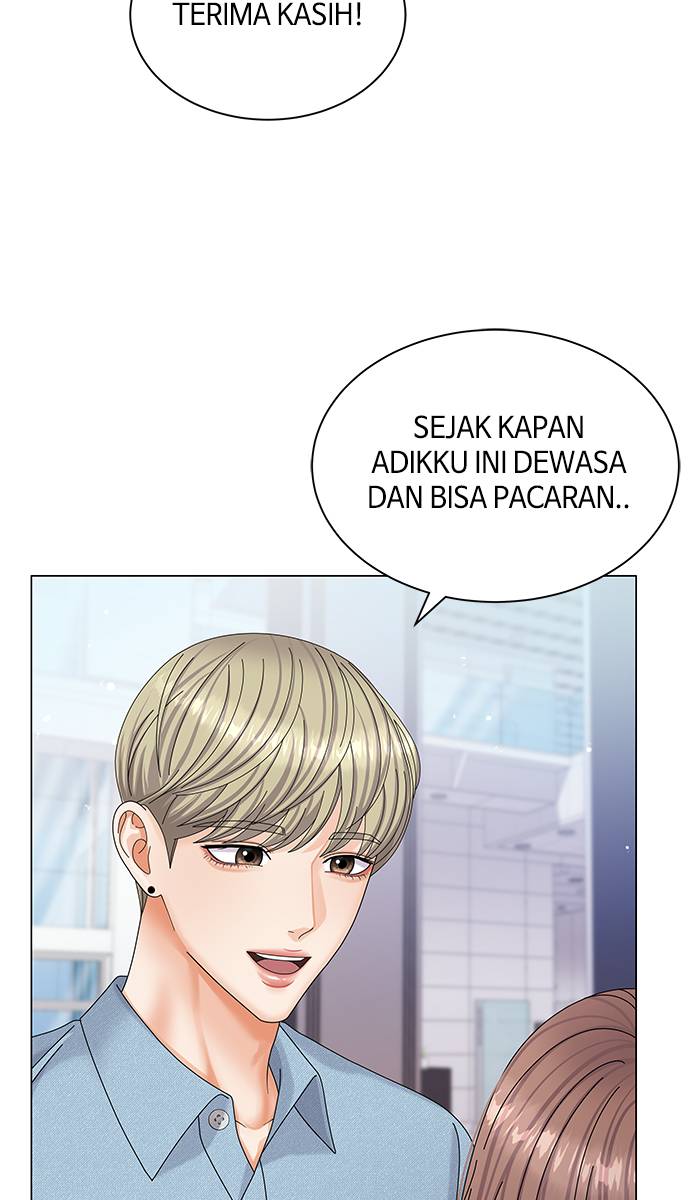 TERIMA KASIH!
SEJAK KAPAN
ADIKKU INI DEWASA
DAN BISA PACARAN..